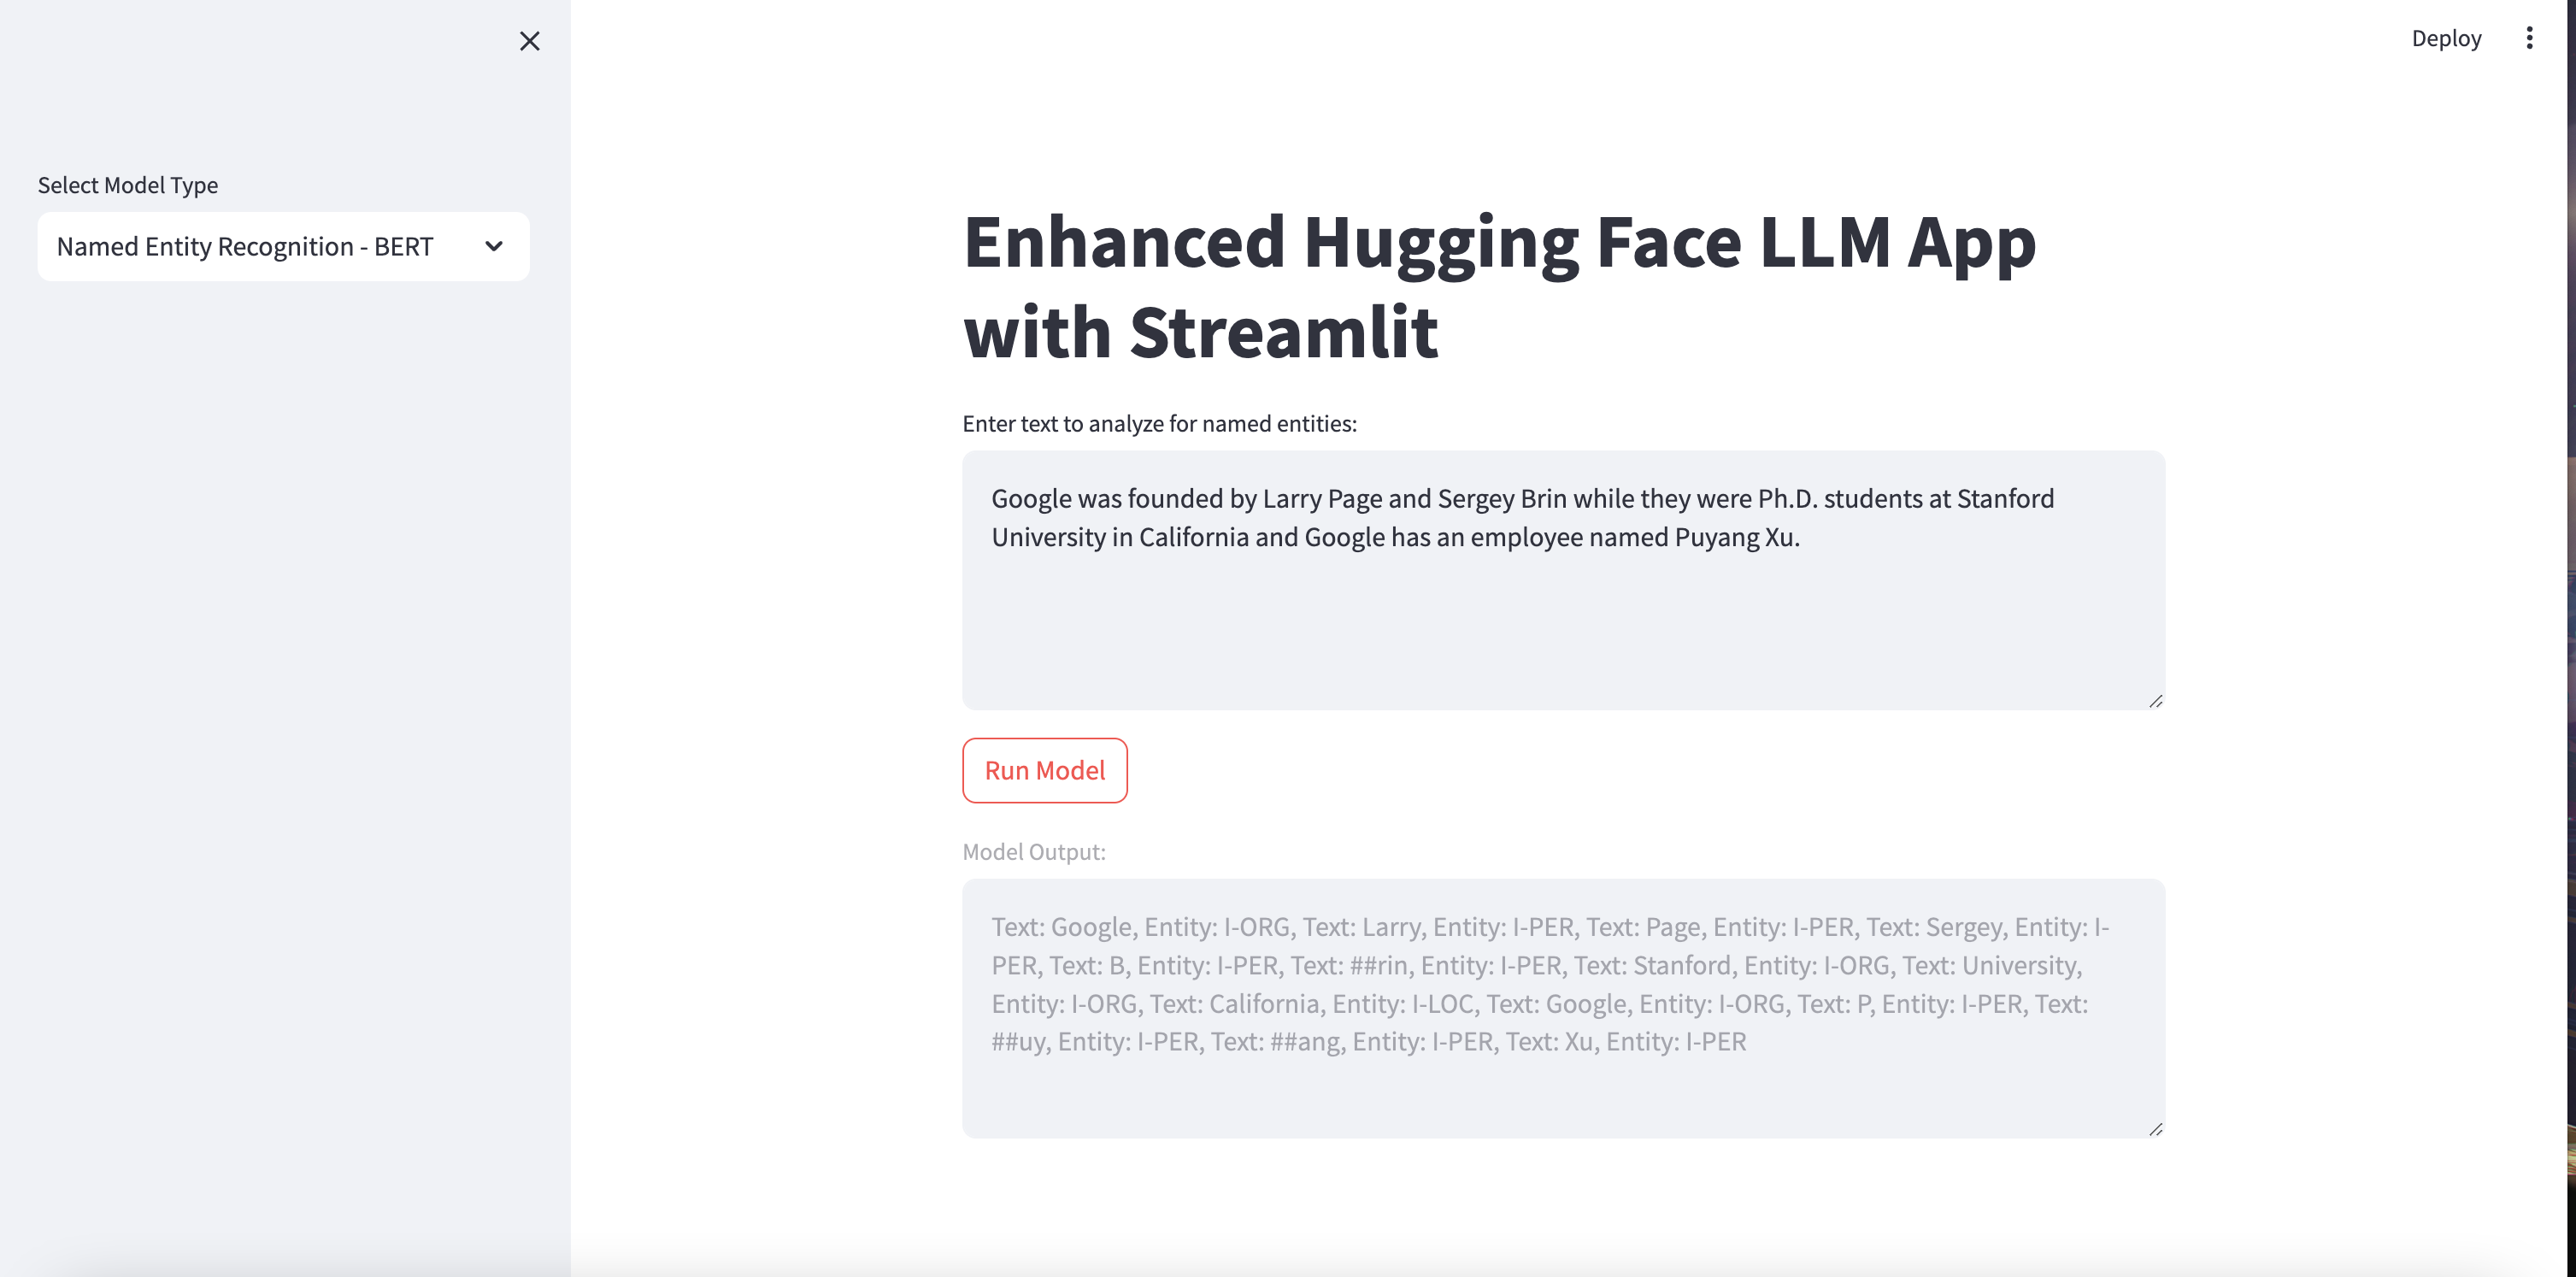 Deploy
Select Model Type
Named Entity Recognition - BERT
Enhanced Hugging Face LLM App
with Streamlit
Enter text to analyze for named entities:
Google was founded by Larry Page and Sergey Brin while they were Ph.D. students at Stanford
University in California and Google has an employee named Puyang Xu.
Run Model
Model Output:
Text: Google, Entity: I-ORG, Text: Larry, Entity: I-PER, Text: Page, Entity: I-PER, Text: Sergey, Entity: I-
PER, Text: B, Entity: I-PER, Text: ##rin, Entity: I-PER, Text: Stanford, Entity: I-ORG, Text: University,
Entity: I-ORG, Text: California, Entity: I-LOC, Text: Google, Entity: I-ORG, Text: P, Entity: I-PER, Text:
##uy, Entity: I-PER, Text: ##ang, Entity: I-PER, Text: Xu, Entity: I-PER